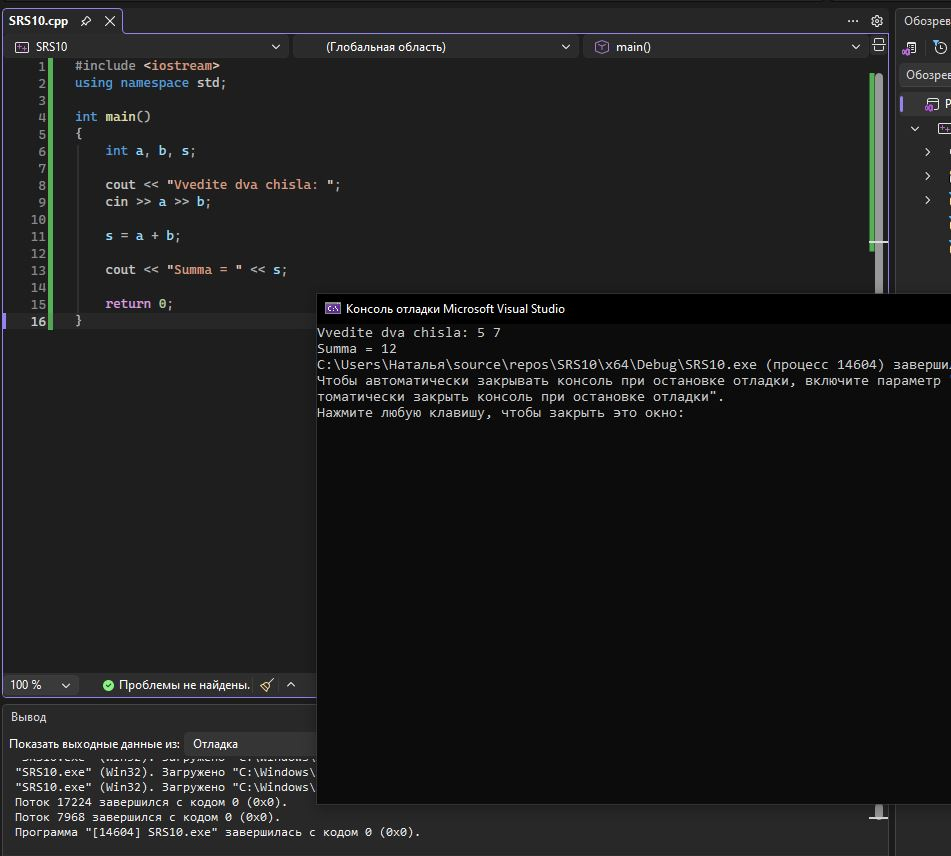 SRS10.cpp
Обозрев
SRS10
(Глобальная область)
main()
Обозрев
1 #include <iostream>
2 using namespace std;
3
4 int main()
5 {
6 int a, b, s;
7
8 cout << "Vvedite dva chisla: ";
9 cin >> a >> b;
10
11 s = a + b;
12
13 cout << "Summa = " << s;
14
15 return 0;
16 }
Консоль отладки Microsoft Visual Studio
Vvedite dva chisla: 5 7
Summa = 12
C:\Users\Наталья\source\repos\SRS10\x64\Debug\SRS10.exe (процесс 14604) заверши
Чтобы автоматически закрывать консоль при остановке отладки, включите параметр
томатически закрыть консоль при остановке отладки".
Нажмите любую клавишу, чтобы закрыть это окно:
100 %
Проблемы не найдены.
Вывод
Показать выходные данные из: Отладка
"SRS10.exe" (Win32). Загружено "C:\Windows\
"SRS10.exe" (Win32). Загружено "C:\Windows\
"SRS10.exe" (Win32). Загружено "C:\Windows\
Поток 17224 завершился с кодом 0 (0x0).
Поток 7968 завершился с кодом 0 (0x0).
Программа "[14604] SRS10.exe" завершилась с кодом 0 (0x0).